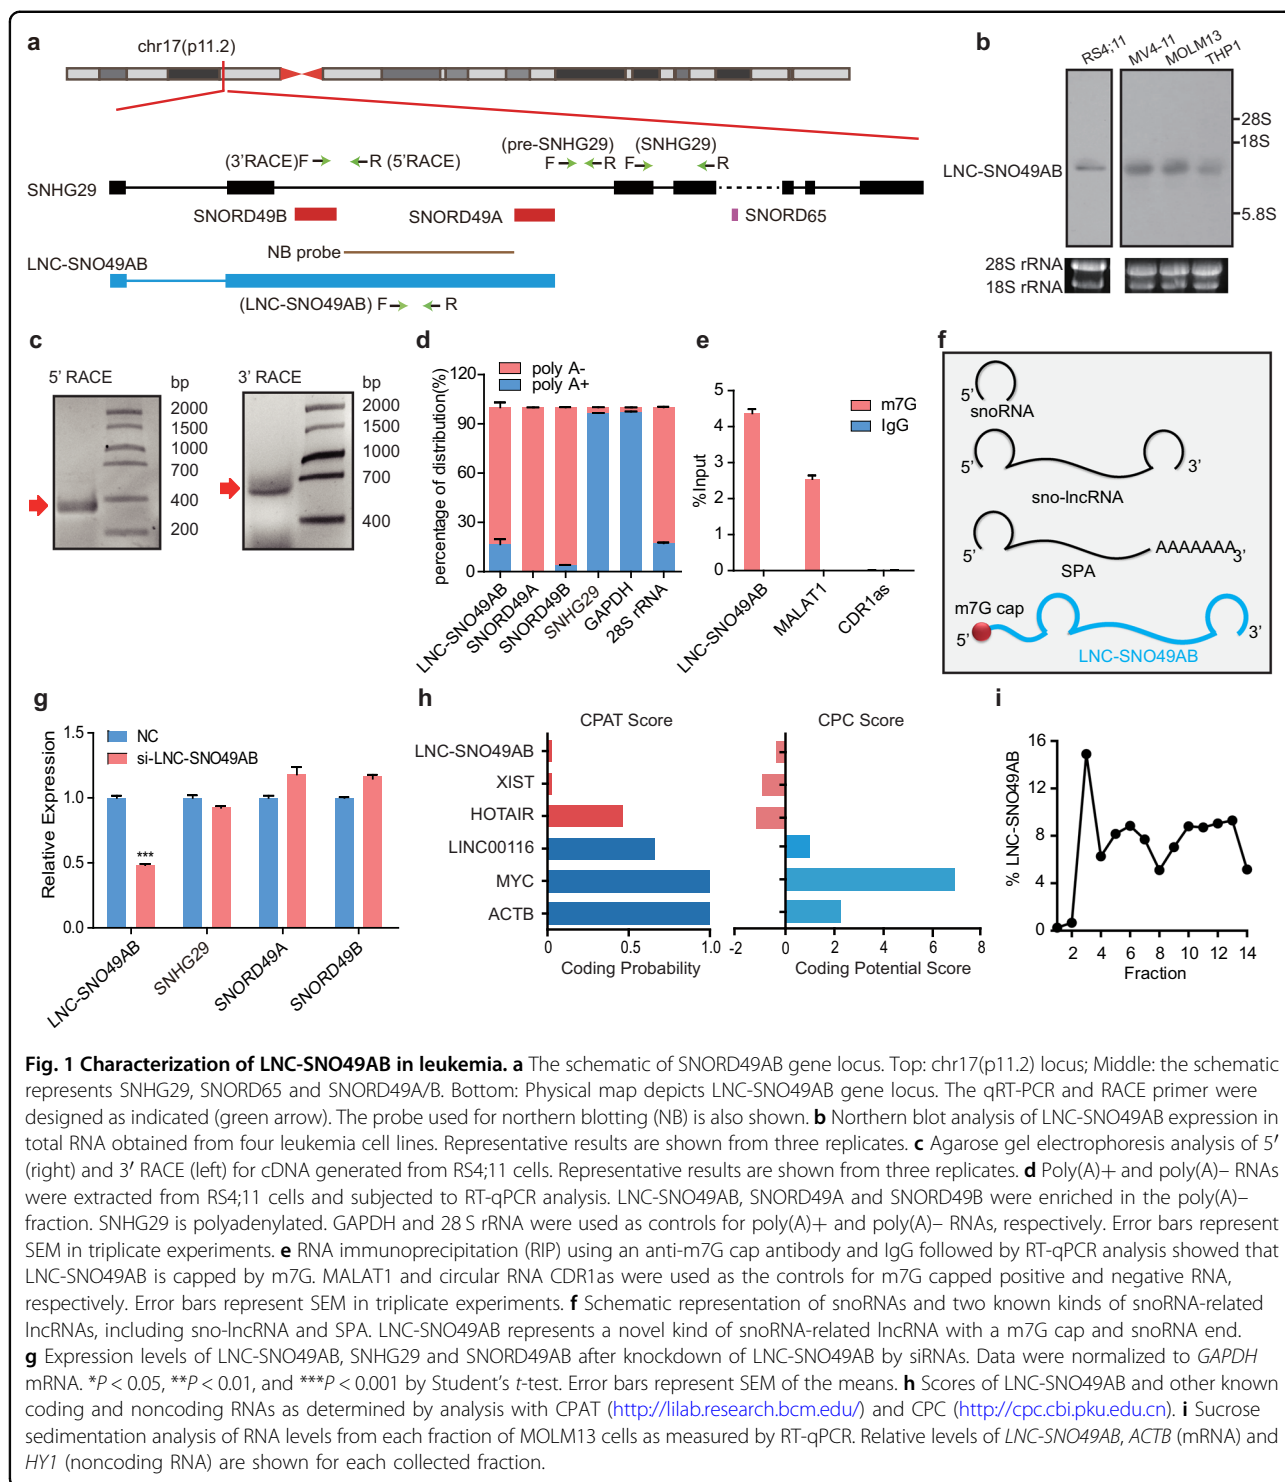 a
chr17(p11.2)
(3'RACE)F
R (5'RACE)
(pre-SNHG29)
F
R
(SNHG29)
F
R
SNHG29
SNORD49B
SNORD49A
SNORD65
NB probe
LNC-SNO49AB
(LNC-SNO49AB) F
R
b
RS4;11
MV4-11
MOLM13
THP1
28S
18S
LNC-SNO49AB
5.8S
28S rRNA
18S rRNA
c
5' RACE
bp
2000
1500
1000
700
400
200
3' RACE
bp
2000
1500
1000
700
400
d
poly A-
poly A+
percentage of distribution(%)
120
90
60
30
0
LNC-SNO49AB
SNORD49A
SNORD49B
SNHG29
GAPDH
28S rRNA
e
m7G
IgG
%Input
5
4
3
2
1
0
LNC-SNO49AB
MALAT1
CDR1as
f
5'
snoRNA
5'
3'
sno-lncRNA
5'
AAAAAAA3'
SPA
m7G cap
5'
3'
LNC-SNO49AB
g
NC
si-LNC-SNO49AB
Relative Expression
1.5
1.0
0.5
0.0
***
LNC-SNO49AB
SNHG29
SNORD49A
SNORD49B
h
CPAT Score
LNC-SNO49AB
XIST
HOTAIR
LINC00116
MYC
ACTB
0
0.5
1.0
Coding Probability
CPC Score
-2
0
2
4
6
8
Coding Potential Score
i
% LNC-SNO49AB
16
12
8
4
0
2
4
6
8
10
12
14
Fraction
Fig. 1 Characterization of LNC-SNO49AB in leukemia. a The schematic of SNORD49AB gene locus. Top: chr17(p11.2) locus; Middle: the schematic
represents SNHG29, SNORD65 and SNORD49A/B. Bottom: Physical map depicts LNC-SNO49AB gene locus. The qRT-PCR and RACE primer were
designed as indicated (green arrow). The probe used for northern blotting (NB) is also shown. b Northern blot analysis of LNC-SNO49AB expression in
total RNA obtained from four leukemia cell lines. Representative results are shown from three replicates. c Agarose gel electrophoresis analysis of 5′
(right) and 3′ RACE (left) for cDNA generated from RS4;11 cells. Representative results are shown from three replicates. d Poly(A)+ and poly(A)– RNAs
were extracted from RS4;11 cells and subjected to RT-qPCR analysis. LNC-SNO49AB, SNORD49A and SNORD49B were enriched in the poly(A)–
fraction. SNHG29 is polyadenylated. GAPDH and 28 S rRNA were used as controls for poly(A)+ and poly(A)– RNAs, respectively. Error bars represent
SEM in triplicate experiments. e RNA immunoprecipitation (RIP) using an anti-m7G cap antibody and IgG followed by RT-qPCR analysis showed that
LNC-SNO49AB is capped by m7G. MALAT1 and circular RNA CDR1as were used as the controls for m7G capped positive and negative RNA,
respectively. Error bars represent SEM in triplicate experiments. f Schematic representation of snoRNAs and two known kinds of snoRNA-related
lncRNAs, including sno-lncRNA and SPA. LNC-SNO49AB represents a novel kind of snoRNA-related lncRNA with a m7G cap and snoRNA end.
g Expression levels of LNC-SNO49AB, SNHG29 and SNORD49AB after knockdown of LNC-SNO49AB by siRNAs. Data were normalized to GAPDH
mRNA. *P < 0.05, **P < 0.01, and ***P < 0.001 by Student's t-test. Error bars represent SEM of the means. h Scores of LNC-SNO49AB and other known
coding and noncoding RNAs as determined by analysis with CPAT (http://lilab.research.bcm.edu/) and CPC (http://cpc.cbi.pku.edu.cn). i Sucrose
sedimentation analysis of RNA levels from each fraction of MOLM13 cells as measured by RT-qPCR. Relative levels of LNC-SNO49AB, ACTB (mRNA) and
HY1 (noncoding RNA) are shown for each collected fraction.